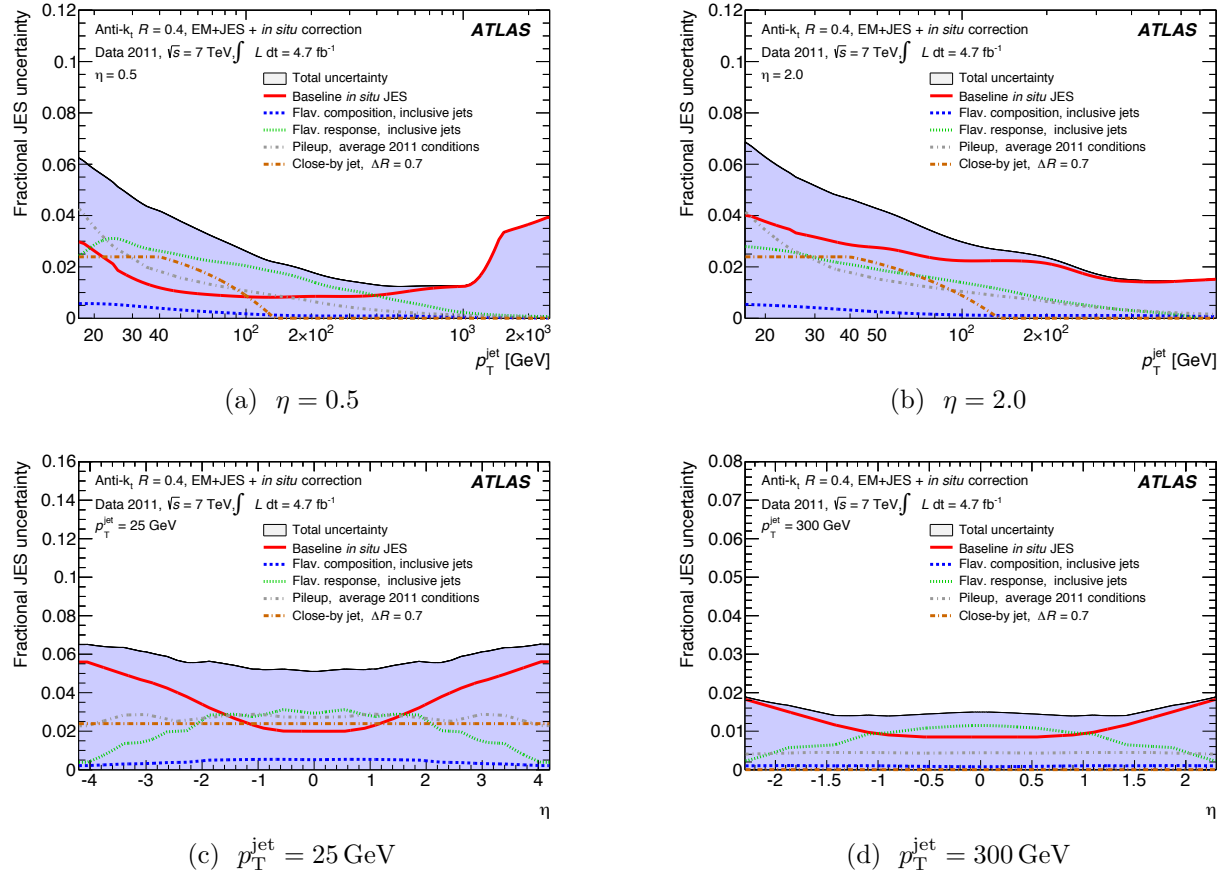 0.12
0.1
0.08
0.06
0.04
0.02
0
Fractional JES uncertainty
Anti-kₜ R = 0.4, EM+JES + in situ correction
ATLAS
Data 2011, √s = 7 TeV, ∫ L dt = 4.7 fb⁻¹
η = 0.5
Total uncertainty
Baseline in situ JES
Flav. composition, inclusive jets
Flav. response, inclusive jets
Pileup, average 2011 conditions
Close-by jet, ΔR = 0.7
20 30 40 10² 2×10² 10³ 2×10³
p_T^jet [GeV]
(a) η = 0.5
0.12
0.1
0.08
0.06
0.04
0.02
0
Fractional JES uncertainty
Anti-kₜ R = 0.4, EM+JES + in situ correction
ATLAS
Data 2011, √s = 7 TeV, ∫ L dt = 4.7 fb⁻¹
η = 2.0
Total uncertainty
Baseline in situ JES
Flav. composition, inclusive jets
Flav. response, inclusive jets
Pileup, average 2011 conditions
Close-by jet, ΔR = 0.7
20 30 40 50 10² 2×10²
p_T^jet [GeV]
(b) η = 2.0
0.16
0.14
0.12
0.1
0.08
0.06
0.04
0.02
0
Fractional JES uncertainty
Anti-kₜ R = 0.4, EM+JES + in situ correction
ATLAS
Data 2011, √s = 7 TeV, ∫ L dt = 4.7 fb⁻¹
p_T^jet = 25 GeV
Total uncertainty
Baseline in situ JES
Flav. composition, inclusive jets
Flav. response, inclusive jets
Pileup, average 2011 conditions
Close-by jet, ΔR = 0.7
-4 -3 -2 -1 0 1 2 3 4
η
(c) p_T^jet = 25 GeV
0.08
0.07
0.06
0.05
0.04
0.03
0.02
0.01
0
Fractional JES uncertainty
Anti-kₜ R = 0.4, EM+JES + in situ correction
ATLAS
Data 2011, √s = 7 TeV, ∫ L dt = 4.7 fb⁻¹
p_T^jet = 300 GeV
Total uncertainty
Baseline in situ JES
Flav. composition, inclusive jets
Flav. response, inclusive jets
Pileup, average 2011 conditions
Close-by jet, ΔR = 0.7
-2 -1.5 -1 -0.5 0 0.5 1 1.5 2
η
(d) p_T^jet = 300 GeV